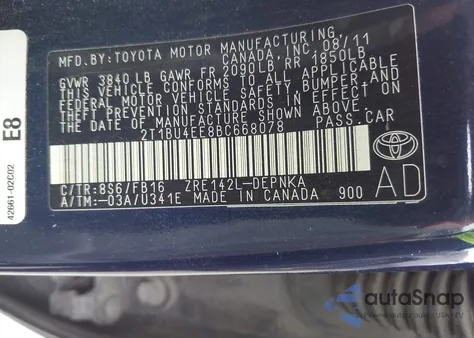 MFD.BY:TOYOTA MOTOR MANUFACTURING,
CANADA, INC. 08/11
GVWR 3840 LB GAWR FR 2090LB RR 1850LB
THIS VEHICLE CONFORMS TO ALL APPLICABLE
FEDERAL MOTOR VEHICLE SAFETY, BUMPER, AND
THEFT PREVENTION STANDARDS IN EFFECT ON
THE DATE OF MANUFACTURE SHOWN ABOVE.
2T1BU4EE8BC668078 PASS.CAR
C/TR:8S6/FB16 ZRE142L-DEPNKA
A/TM:-03A/U341E MADE IN CANADA 900
AD
E8
42661-02C02
autoSnap